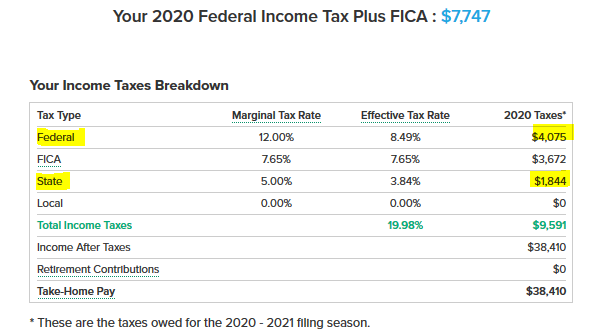 Your 2020 Federal Income Tax Plus FICA : $7,747
Your Income Taxes Breakdown
Tax Type Marginal Tax Rate Effective Tax Rate 2020 Taxes*
Federal 12.00% 8.49% $4,075
FICA 7.65% 7.65% $3,672
State 5.00% 3.84% $1,844
Local 0.00% 0.00% $0
Total Income Taxes 19.98% $9,591
Income After Taxes $38,410
Retirement Contributions $0
Take-Home Pay $38,410
* These are the taxes owed for the 2020 - 2021 filing season.